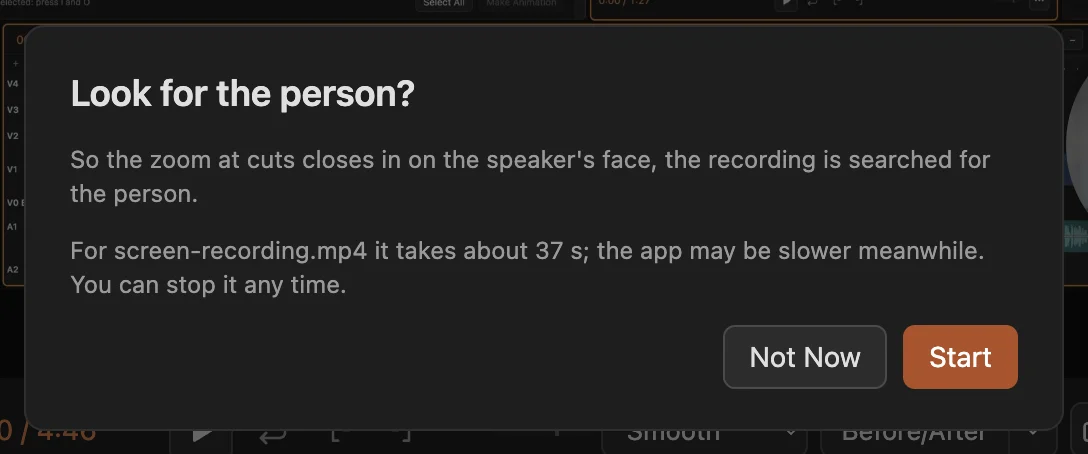 Select All
Make Animation
0:00 / 1:27
V4
V3
V2
V1
A1
A2
Look for the person?
So the zoom at cuts closes in on the speaker's face, the recording is searched for
the person.
For screen-recording.mp4 it takes about 37 s; the app may be slower meanwhile.
You can stop it any time.
Not Now
Start
0 / 4:46
Smooth
Before/After